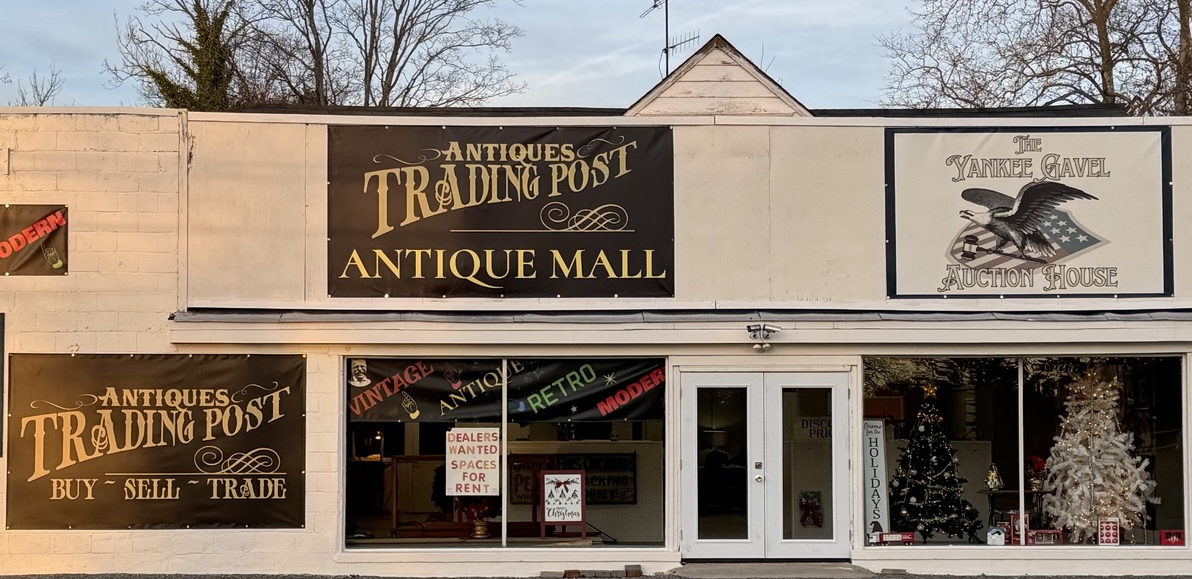 ANTIQUES
TRADING POST
ANTIQUE MALL
THE
YANKEE GAVEL
AUCTION HOUSE
ODERN
ANTIQUES
TRADING POST
BUY ~ SELL ~ TRADE
VINTAGE ANTIQUE RETRO MODER
DEALERS
WANTED
SPACES
FOR
RENT
Christmas
HOLIDAYS